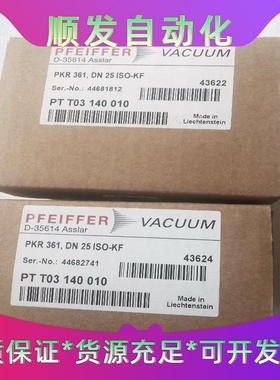 顺发自动化
PFEIFFER VACUUM
D-35614 Asslar
PKR 361, DN 25 ISO-KF
43622
Ser.-No.: 44681812
PT T03 140 010
Made in
Liechtenstein
PFEIFFER VACUUM
D-35614 Asslar
PKR 361, DN 25 ISO-KF
43624
Ser.-No.: 44682741
PT T03 140 010
Made in
Liechtenstein
质保证*货源充足*可开发